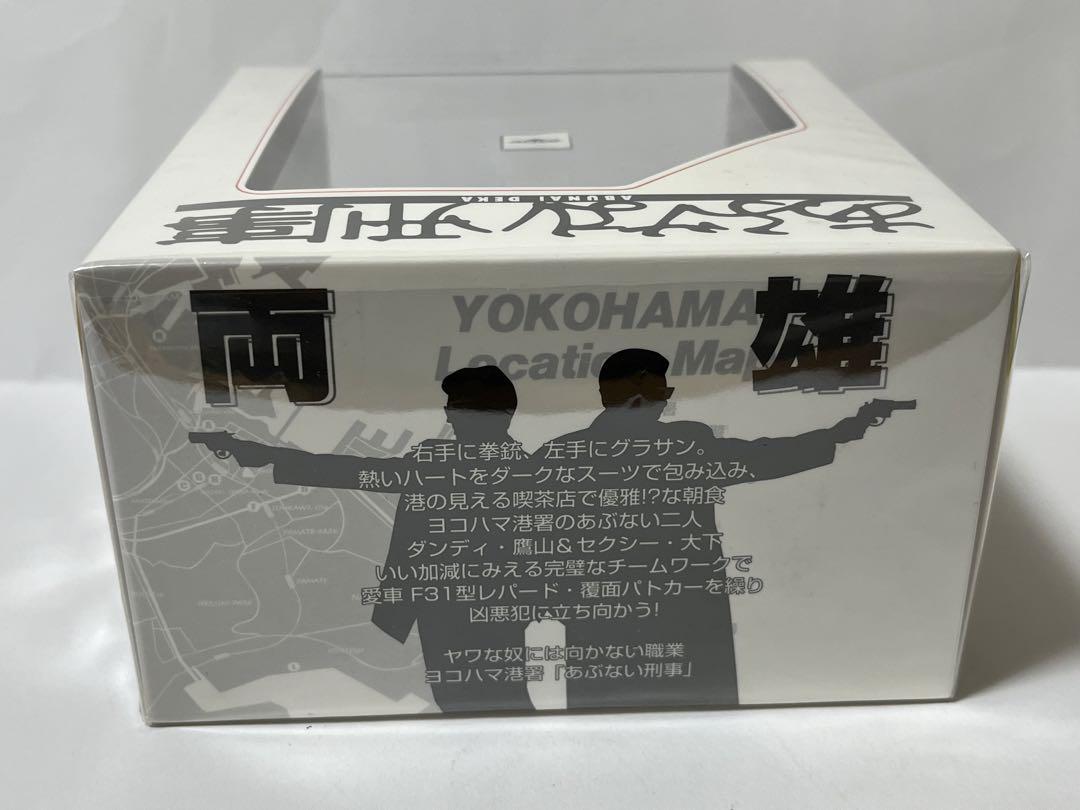 あぶない刑事
ABUNAI DEKA
両雄
YOKOHAMA
Location Map
右手に拳銃、左手にグラサン。
熱いハートをダークなスーツで包み込み、
港の見える喫茶店で優雅!?な朝食
ヨコハマ港署のあぶない二人
ダンディ・鷹山&セクシー・大下
いい加減にみえる完璧なチームワークで
愛車 F31型レパード・覆面パトカーを繰り
凶悪犯に立ち向かう!
ヤワな奴には向かない職業
ヨコハマ港署「あぶない刑事」